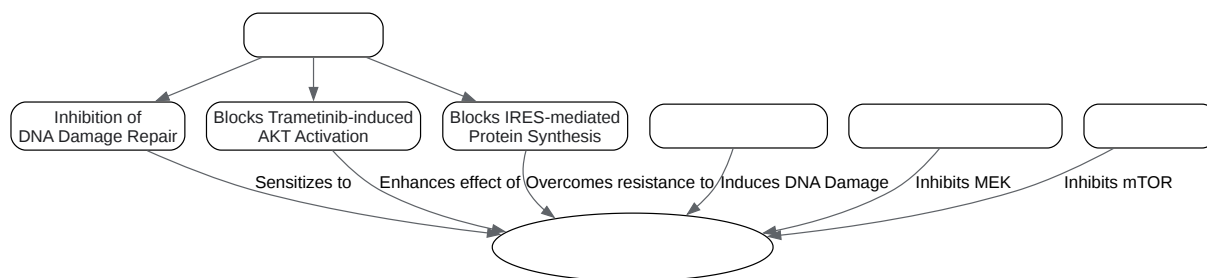 Inhibition of
DNA Damage Repair
Blocks Trametinib-induced
AKT Activation
Blocks IRES-mediated
Protein Synthesis
Sensitizes to
Enhances effect of
Overcomes resistance to
Induces DNA Damage
Inhibits MEK
Inhibits mTOR